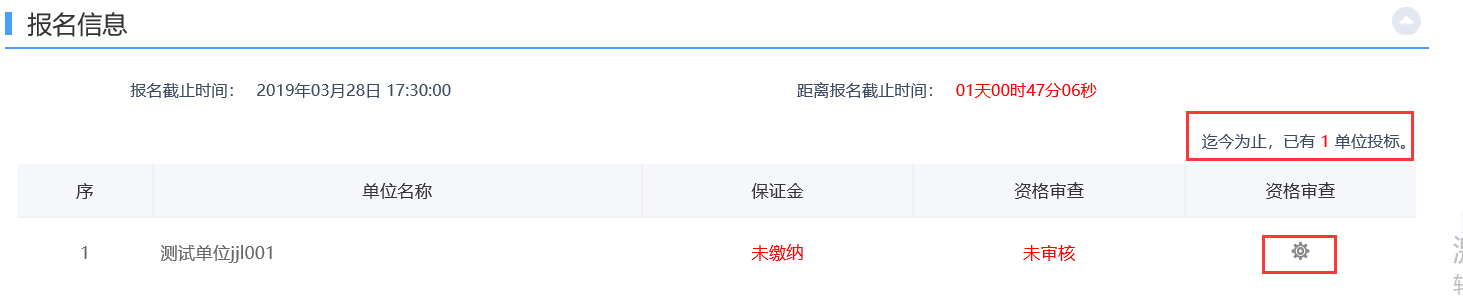 报名信息
报名截止时间： 2019年03月28日 17:30:00 距离报名截止时间： 01天00时47分06秒
迄今为止，已有 1 单位投标。
序 单位名称 保证金 资格审查 资格审查
1 测试单位jjl001 未缴纳 未审核